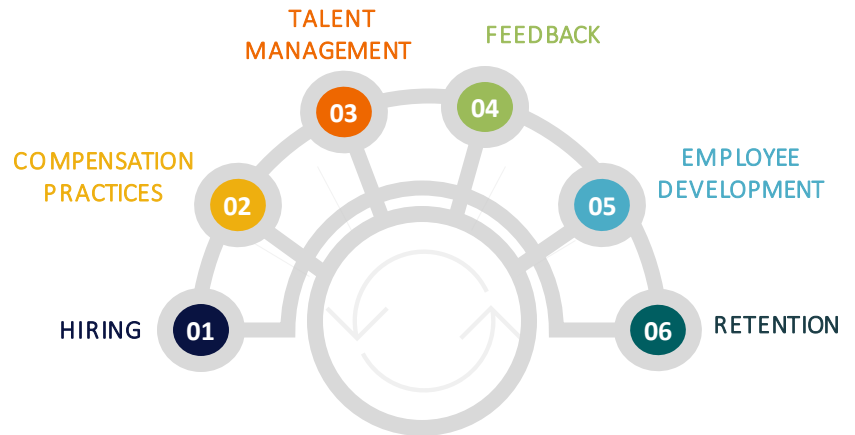 01
HIRING
02
COMPENSATION
PRACTICES
03
TALENT
MANAGEMENT
04
FEEDBACK
05
EMPLOYEE
DEVELOPMENT
06
RETENTION